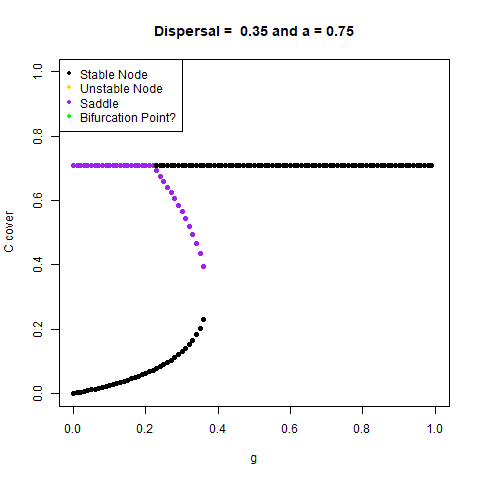 Dispersal =  0.35 and a = 0.75
Stable Node
Unstable Node
Saddle
Bifurcation Point?
C cover
1.0
0.8
0.6
0.4
0.2
0.0
0.0 0.2 0.4 0.6 0.8 1.0
g